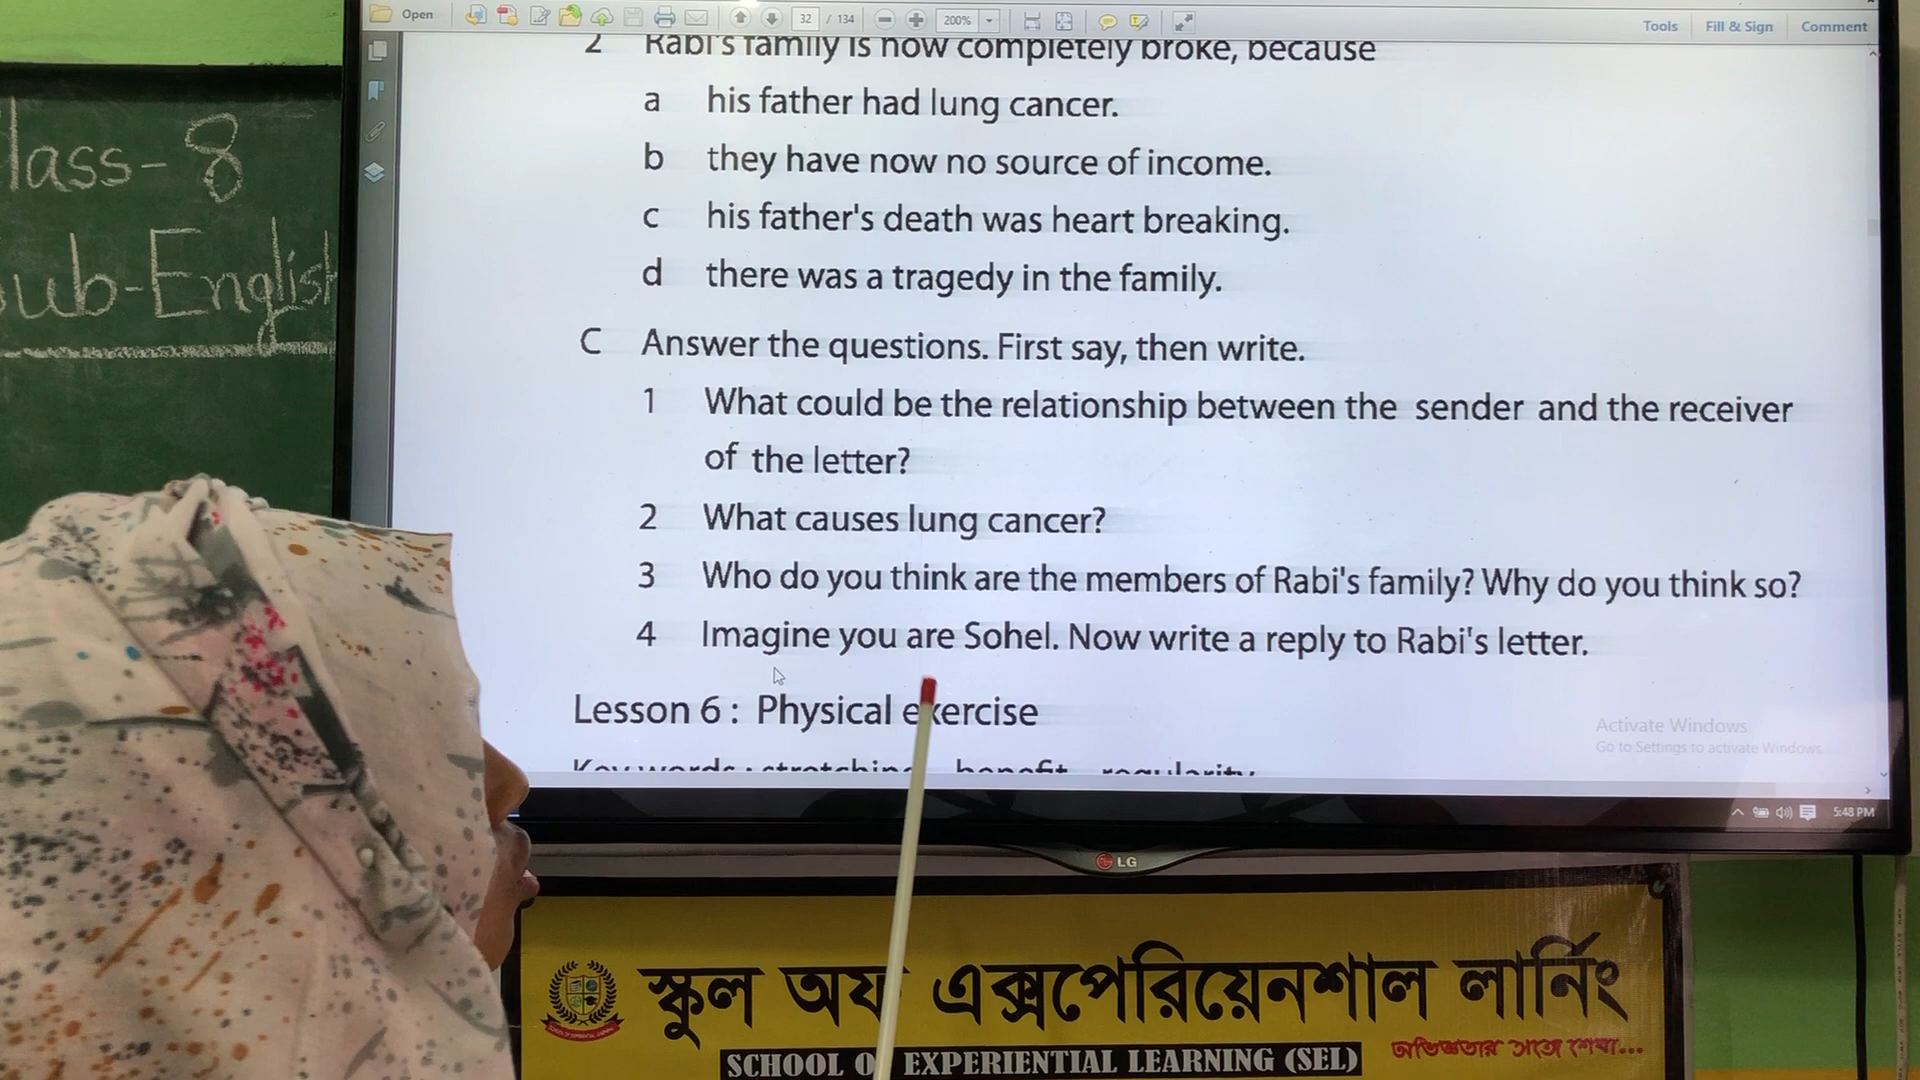 Open
32 / 134
200%
Tools
Fill & Sign
Comment
2 Rabi's family is now completely broke, because
a his father had lung cancer.
b they have now no source of income.
c his father's death was heart breaking.
d there was a tragedy in the family.
C Answer the questions. First say, then write.
1 What could be the relationship between the sender and the receiver
of the letter?
2 What causes lung cancer?
3 Who do you think are the members of Rabi's family? Why do you think so?
4 Imagine you are Sohel. Now write a reply to Rabi's letter.
Lesson 6 : Physical exercise
Key words : stretching benefit regularity
Activate Windows
Go to Settings to activate Windows.
5:48 PM
LG
lass-8
ub-English
স্কুল অফ এক্সপেরিয়েনশাল লার্নিং
অভিজ্ঞতার সাথে শেখা...
SCHOOL O EXPERIENTIAL LEARNING (SEL)